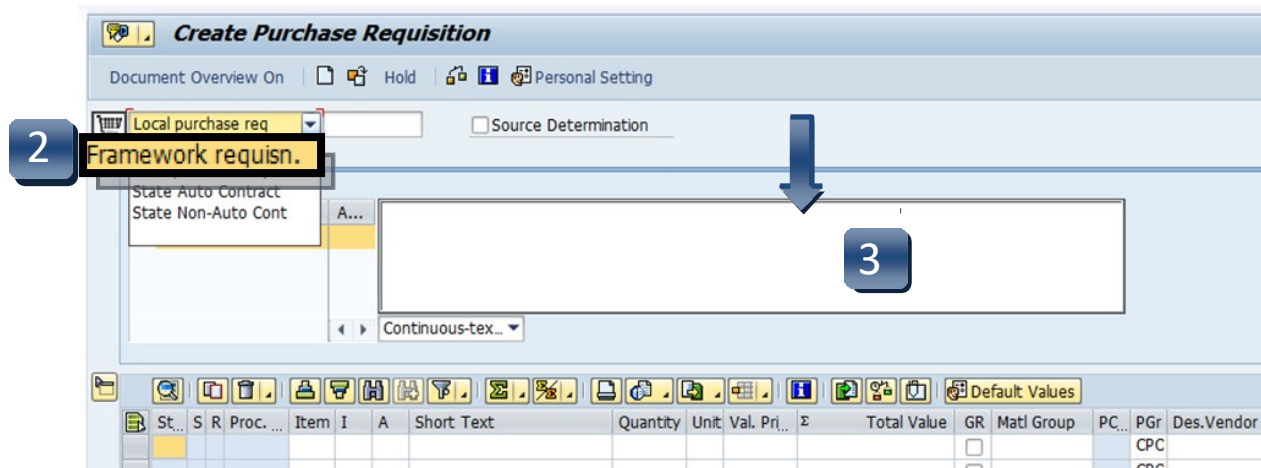 Create Purchase Requisition
Document Overview On Hold Personal Setting
Local purchase req Source Determination
2
Framework requisn.
State Auto Contract
State Non-Auto Cont
A...
3
Continuous-tex...
Default Values
St... S R Proc. ... Item I A Short Text Quantity Unit Val. Pri... Σ Total Value GR Matl Group PC... PGr Des.Vendor
CPC
CPC